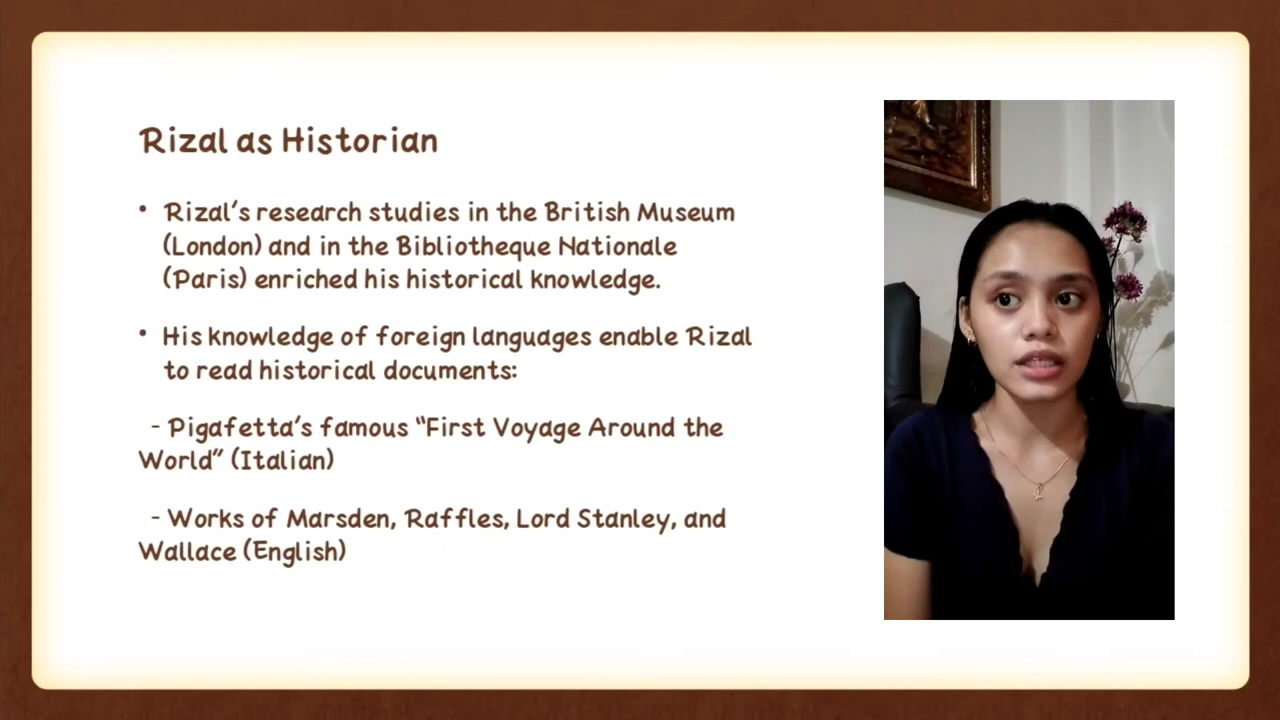 Rizal as Historian
• Rizal's research studies in the British Museum
(London) and in the Bibliotheque Nationale
(Paris) enriched his historical knowledge.
• His knowledge of foreign languages enable Rizal
to read historical documents:
- Pigafetta's famous “First Voyage Around the
World” (Italian)
- Works of Marsden, Raffles, Lord Stanley, and
Wallace (English)